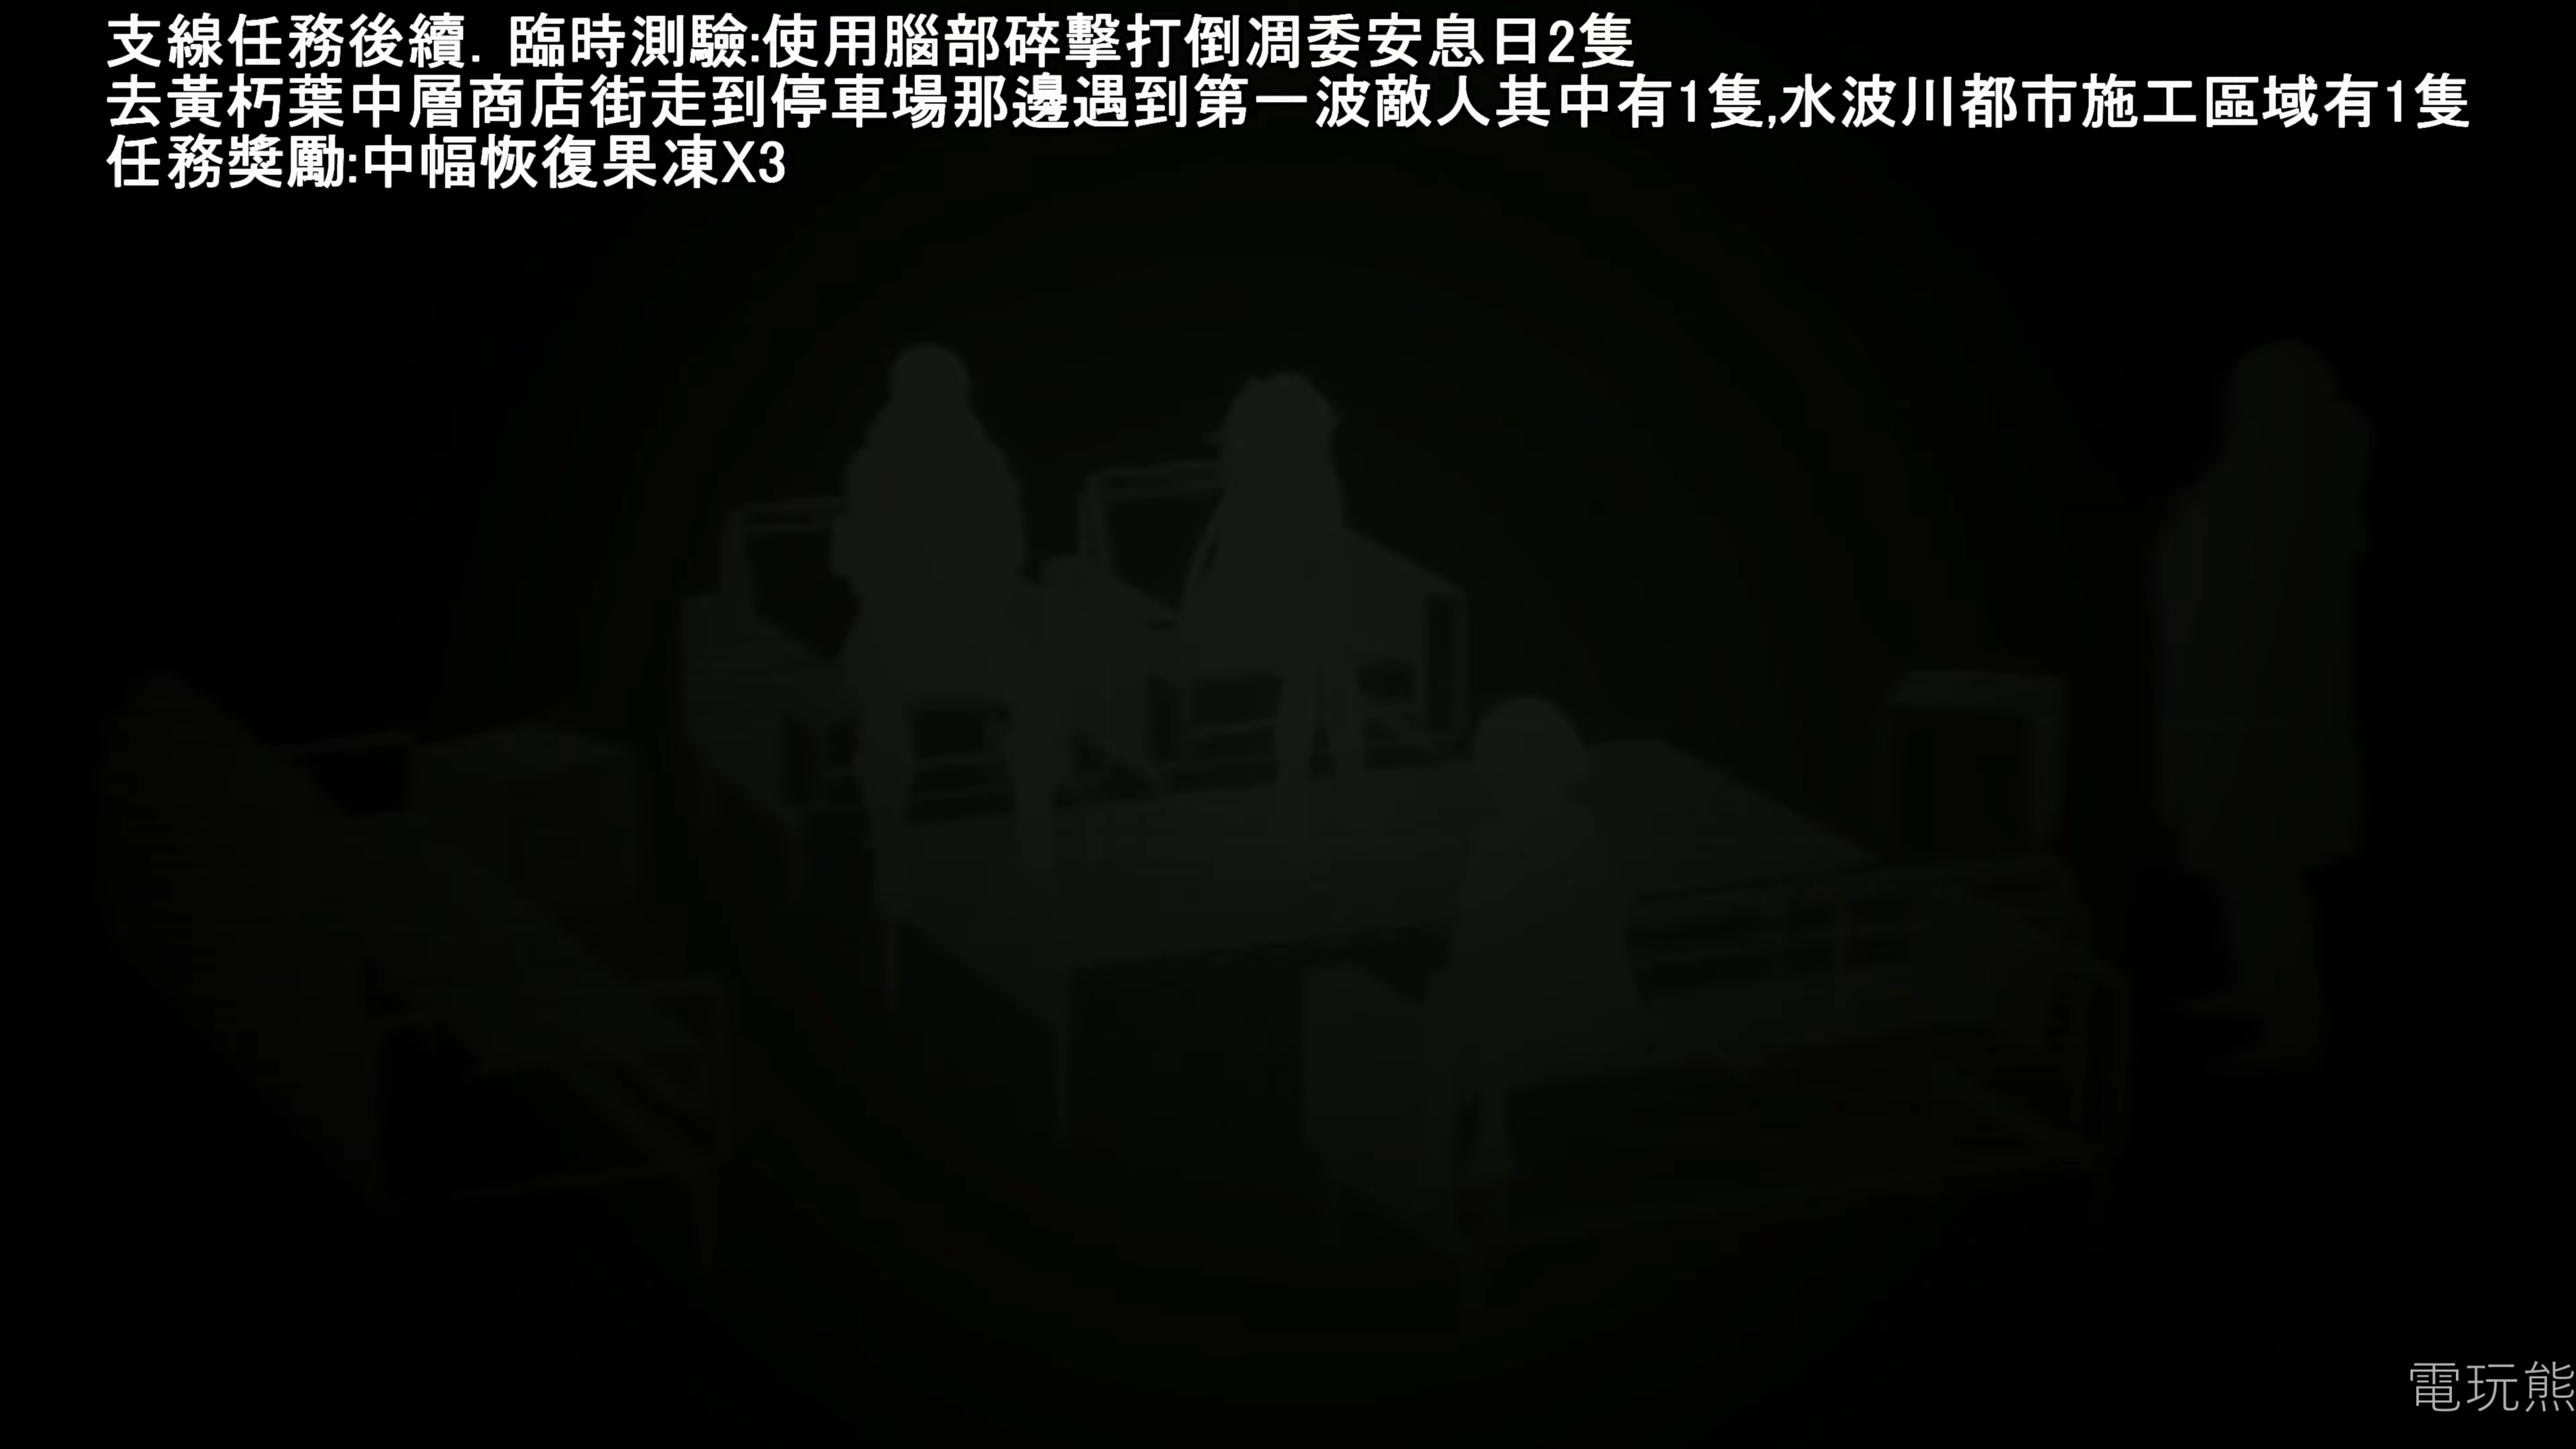 支線任務後續. 臨時測驗:使用腦部碎擊打倒凋委安息日2隻
去黃朽葉中層商店街走到停車場那邊遇到第一波敵人其中有1隻,水波川都市施工區域有1隻
任務獎勵:中幅恢復果凍X3
電玩熊